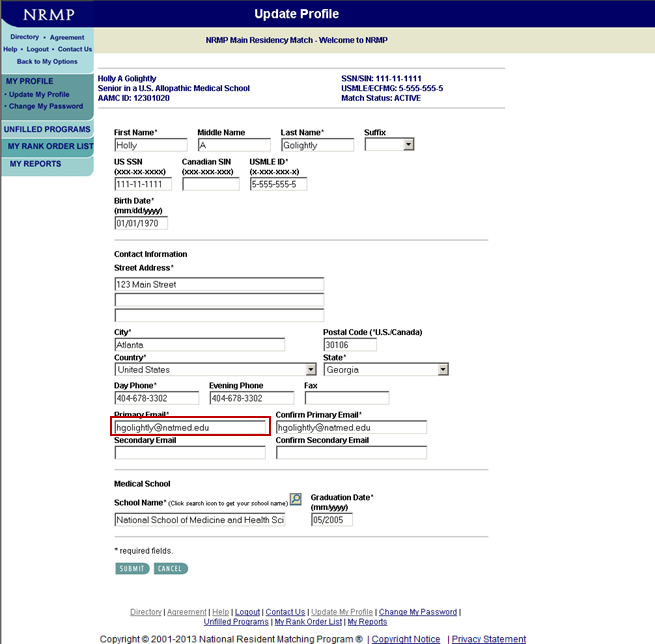 NRMP
Update Profile
Directory • Agreement
Help • Logout • Contact Us
Back to My Options
NRMP Main Residency Match - Welcome to NRMP
MY PROFILE
• Update My Profile
• Change My Password
UNFILLED PROGRAMS
MY RANK ORDER LIST
MY REPORTS
Holly A Golightly SSN/SIN: 111-11-1111
Senior in a U.S. Allopathic Medical School USMLE/ECFMG: 5-555-555-5
AAMC ID: 12301020 Match Status: ACTIVE
First Name* Middle Name Last Name* Suffix
Holly A Golightly
US SSN Canadian SIN USMLE ID*
(xxx-xx-xxxx) (xxx-xxx-xxx) (x-xxx-xxx-x)
111-11-1111 5-555-555-5
Birth Date*
(mm/dd/yyyy)
01/01/1970
Contact Information
Street Address*
123 Main Street
City* Postal Code (*U.S./Canada)
Atlanta 30106
Country* State*
United States Georgia
Day Phone* Evening Phone Fax
404-678-3302 404-678-3302
Primary Email* Confirm Primary Email*
hgolightly@natmed.edu hgolightly@natmed.edu
Secondary Email Confirm Secondary Email
Medical School
School Name* (Click search icon to get your school name) Graduation Date*
(mm/yyyy)
National School of Medicine and Health Sci 05/2005
* required fields.
SUBMIT CANCEL
Directory | Agreement | Help | Logout | Contact Us | Update My Profile | Change My Password |
Unfilled Programs | My Rank Order List | My Reports
Copyright © 2001-2013 National Resident Matching Program ® | Copyright Notice | Privacy Statement